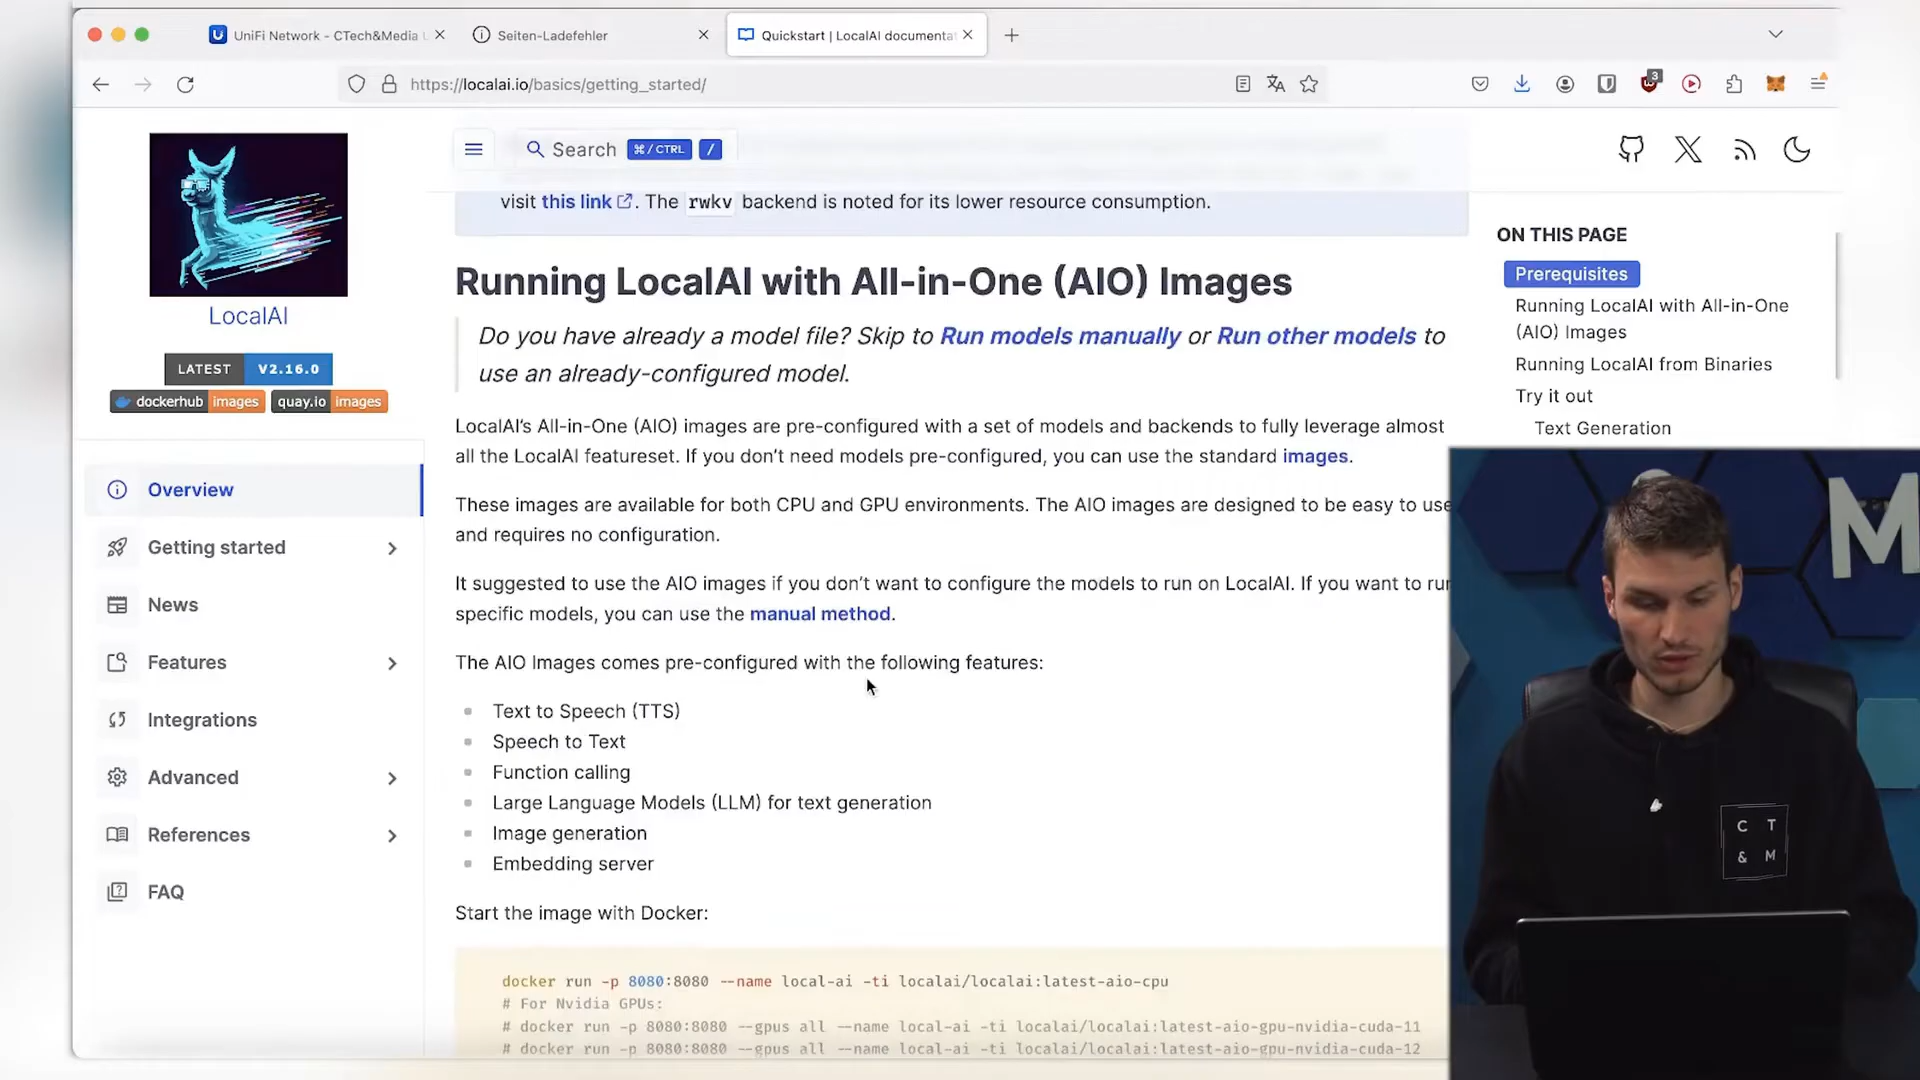 UniFi Network - CTech&Media
Seiten-Ladefehler
Quickstart | LocalAI documenta
https://localai.io/basics/getting_started/
3
Search ⌘/CTRL /
visit this link. The rwkv backend is noted for its lower resource consumption.
Running LocalAI with All-in-One (AIO) Images
Do you have already a model file? Skip to Run models manually or Run other models to
use an already-configured model.
LocalAI’s All-in-One (AIO) images are pre-configured with a set of models and backends to fully leverage almost
all the LocalAI featureset. If you don’t need models pre-configured, you can use the standard images.
These images are available for both CPU and GPU environments. The AIO images are designed to be easy to use
and requires no configuration.
It suggested to use the AIO images if you don’t want to configure the models to run on LocalAI. If you want to run
specific models, you can use the manual method.
The AIO Images comes pre-configured with the following features:
Text to Speech (TTS)
Speech to Text
Function calling
Large Language Models (LLM) for text generation
Image generation
Embedding server
Start the image with Docker:
docker run -p 8080:8080 --name local-ai -ti localai/localai:latest-aio-cpu
# For Nvidia GPUs:
# docker run -p 8080:8080 --gpus all --name local-ai -ti localai/localai:latest-aio-gpu-nvidia-cuda-11
# docker run -p 8080:8080 --gpus all --name local-ai -ti localai/localai:latest-aio-gpu-nvidia-cuda-12
LocalAI
LATEST V2.16.0
dockerhub images quay.io images
Overview
Getting started
News
Features
Integrations
Advanced
References
FAQ
ON THIS PAGE
Prerequisites
Running LocalAI with All-in-One
(AIO) Images
Running LocalAI from Binaries
Try it out
Text Generation
M
C T
& M